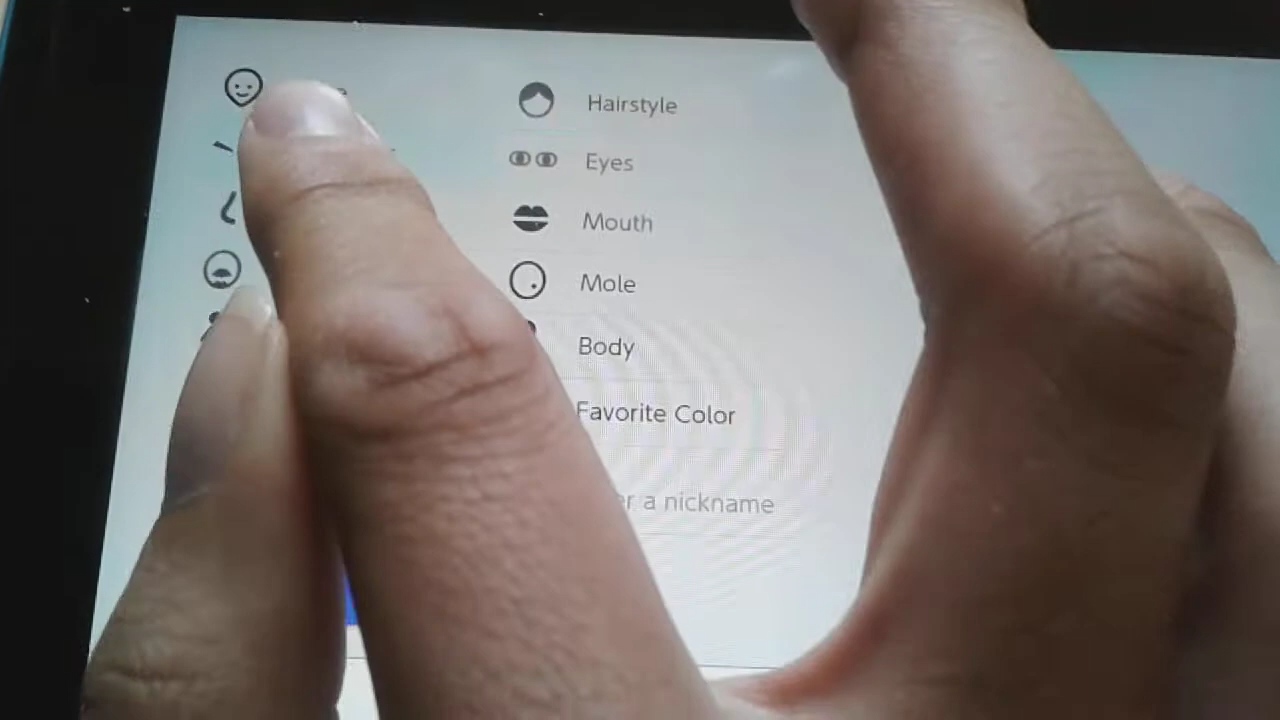 Hairstyle
Eyes
Mouth
Mole
Body
Favorite Color
a nickname